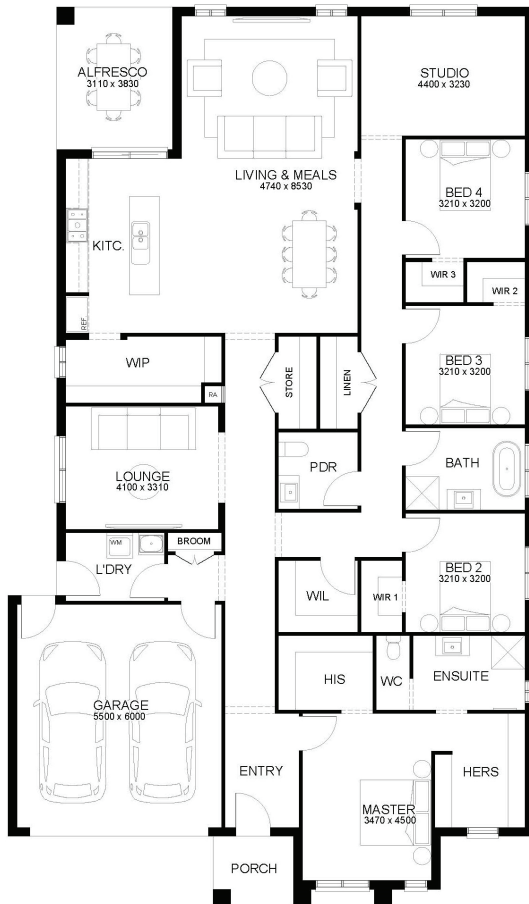 ALFRESCO
3110 x 3830
STUDIO
4400 x 3230
LIVING & MEALS
4740 x 8530
BED 4
3210 x 3200
KITC.
WIR 3
WIR 2
REF
WIP
STORE
LINEN
BED 3
3210 x 3200
RA
LOUNGE
4100 x 3310
PDR
BATH
WM
BROOM
L'DRY
BED 2
3210 x 3200
WIL
WIR 1
HIS
WC
ENSUITE
GARAGE
5500 x 6000
ENTRY
HERS
MASTER
3470 x 4500
PORCH